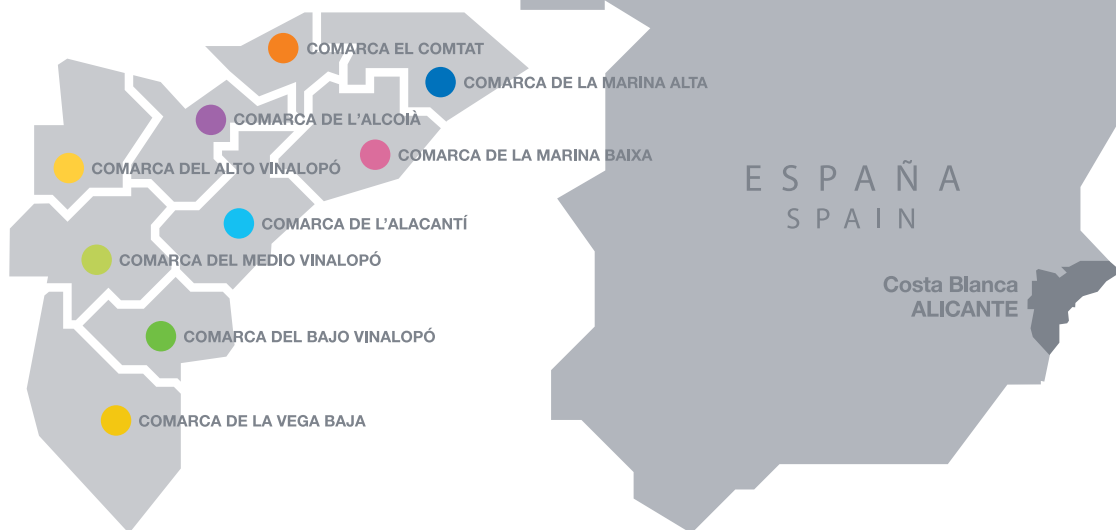 COMARCA EL COMTAT
COMARCA DE LA MARINA ALTA
COMARCA DE L'ALCOIÀ
COMARCA DE LA MARINA BAIXA
COMARCA DEL ALTO VINALOPÓ
COMARCA DE L'ALACANTÍ
COMARCA DEL MEDIO VINALOPÓ
COMARCA DEL BAJO VINALOPÓ
COMARCA DE LA VEGA BAJA
ESPAÑA
SPAIN
Costa Blanca
ALICANTE